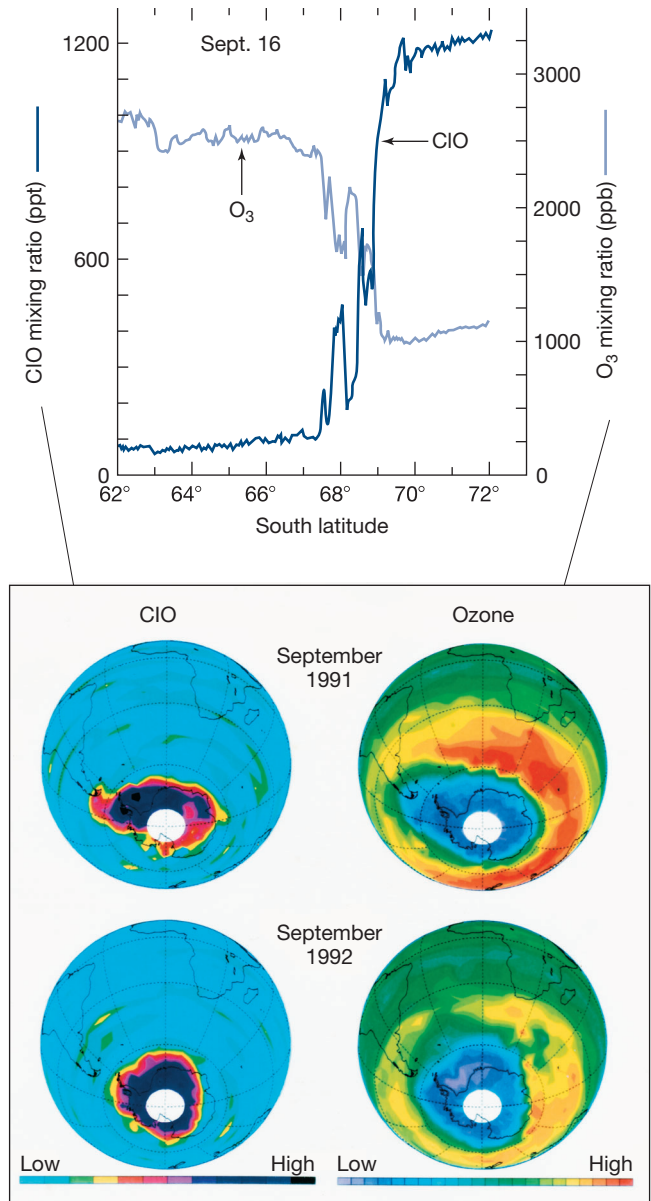 Sept. 16
1200
600
0
ClO mixing ratio (ppt)
ClO
O3
3000
2000
1000
0
O3 mixing ratio (ppb)
62° 64° 66° 68° 70° 72°
South latitude
ClO
Ozone
September
1991
September
1992
Low High
Low High